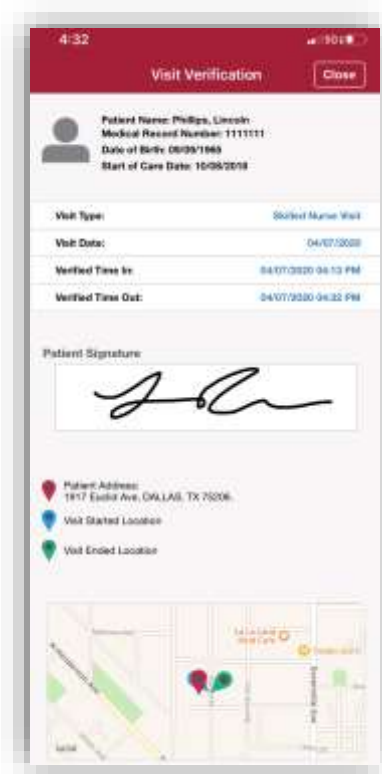 4:32
Visit Verification
Close
Patient Name: Phillips, Lincoln
Medical Record Number: 1111111
Date of Birth: 09/09/1965
Start of Care Date: 10/08/2018
Visit Type: Skilled Nurse Visit
Visit Date: 04/07/2020
Verified Time In: 04/07/2020 04:13 PM
Verified Time Out: 04/07/2020 04:32 PM
Patient Signature
Patient Address:
1917 Euclid Ave, DALLAS, TX 75206
Visit Started Location
Visit Ended Location